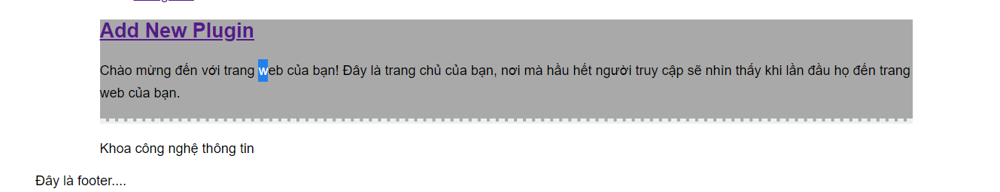 Add New Plugin
Chào mừng đến với trang web của bạn! Đây là trang chủ của bạn, nơi mà hầu hết người truy cập sẽ nhìn thấy khi lần đầu họ đến trang
web của bạn.
Khoa công nghệ thông tin
Đây là footer....